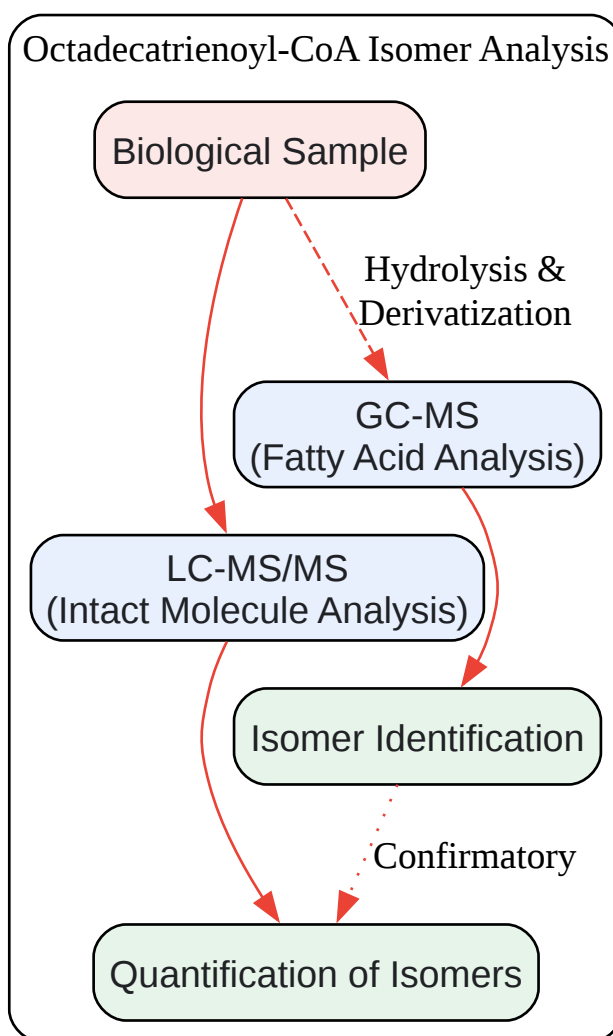 Octadecatrienoyl-CoA Isomer Analysis
Biological Sample
Hydrolysis &
Derivatization
GC-MS
(Fatty Acid Analysis)
LC-MS/MS
(Intact Molecule Analysis)
Isomer Identification
Confirmatory
Quantification of Isomers